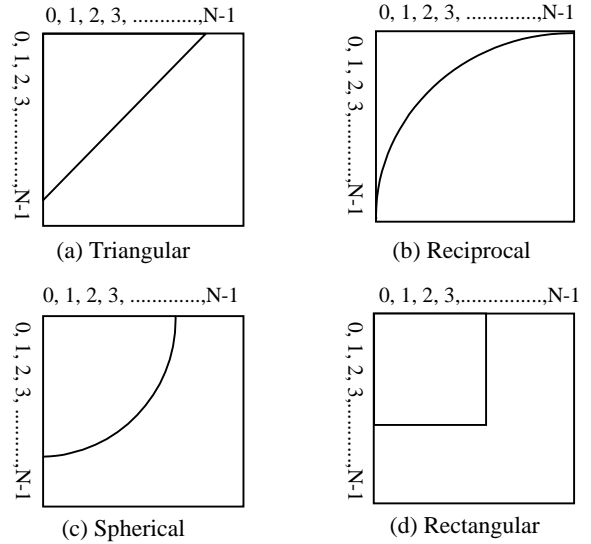 0, 1, 2, 3, .............,N-1
0, 1, 2, 3,..............,N-1
(a) Triangular
0, 1, 2, 3,...............,N-1
0, 1, 2, 3,..............,N-1
(b) Reciprocal
0, 1, 2, 3, .............,N-1
0, 1, 2, 3, .............,N-1
(c) Spherical
0, 1, 2, 3,...............,N-1
0, 1, 2, 3,..............,N-1
(d) Rectangular